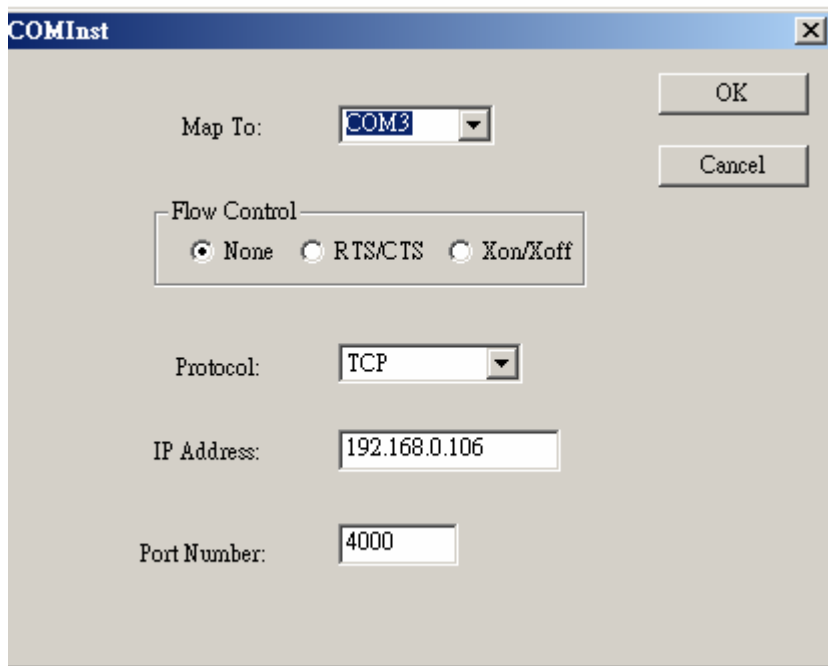 COMInst
OK
Map To: COM3
Cancel
Flow Control
None RTS/CTS Xon/Xoff
Protocol: TCP
IP Address: 192.168.0.106
Port Number: 4000